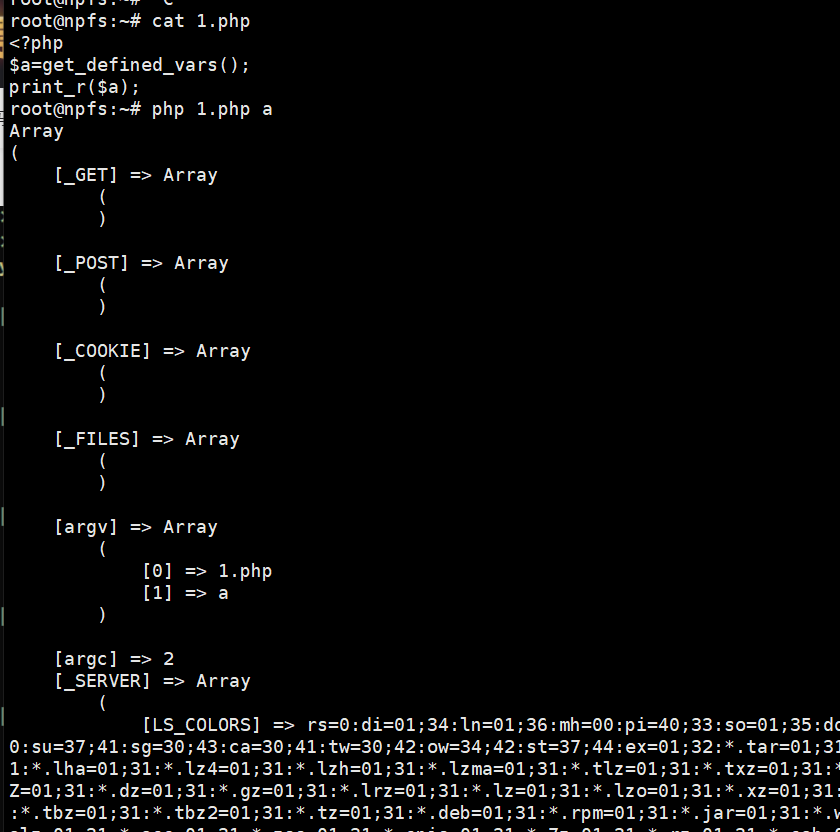 root@npfs:~# ^C
root@npfs:~# cat 1.php
<?php
$a=get_defined_vars();
print_r($a);
root@npfs:~# php 1.php a
Array
(
    [_GET] => Array
        (
        )

    [_POST] => Array
        (
        )

    [_COOKIE] => Array
        (
        )

    [_FILES] => Array
        (
        )

    [argv] => Array
        (
            [0] => 1.php
            [1] => a
        )

    [argc] => 2
    [_SERVER] => Array
        (
            [LS_COLORS] => rs=0:di=01;34:ln=01;36:mh=00:pi=40;33:so=01;35:do
0:su=37;41:sg=30;43:ca=30;41:tw=30;42:ow=34;42:st=37;44:ex=01;32:*.tar=01;31
1:*.lha=01;31:*.lz4=01;31:*.lzh=01;31:*.lzma=01;31:*.tlz=01;31:*.txz=01;31:*
Z=01;31:*.dz=01;31:*.gz=01;31:*.lrz=01;31:*.lz=01;31:*.lzo=01;31:*.xz=01;31:
:*.tbz=01;31:*.tbz2=01;31:*.tz=01;31:*.deb=01;31:*.rpm=01;31:*.jar=01;31:*.w